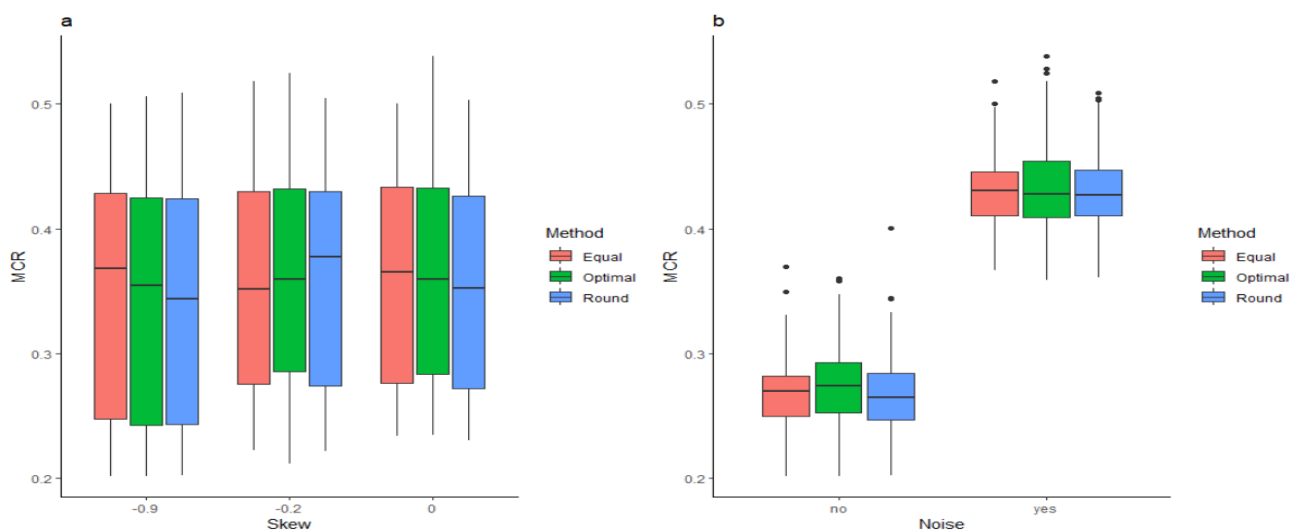 a
0.5
0.4
0.3
0.2
MCR
-0.9
-0.2
0
Skew
Method
Equal
Optimal
Round
b
0.5
0.4
0.3
0.2
MCR
no
yes
Noise
Method
Equal
Optimal
Round